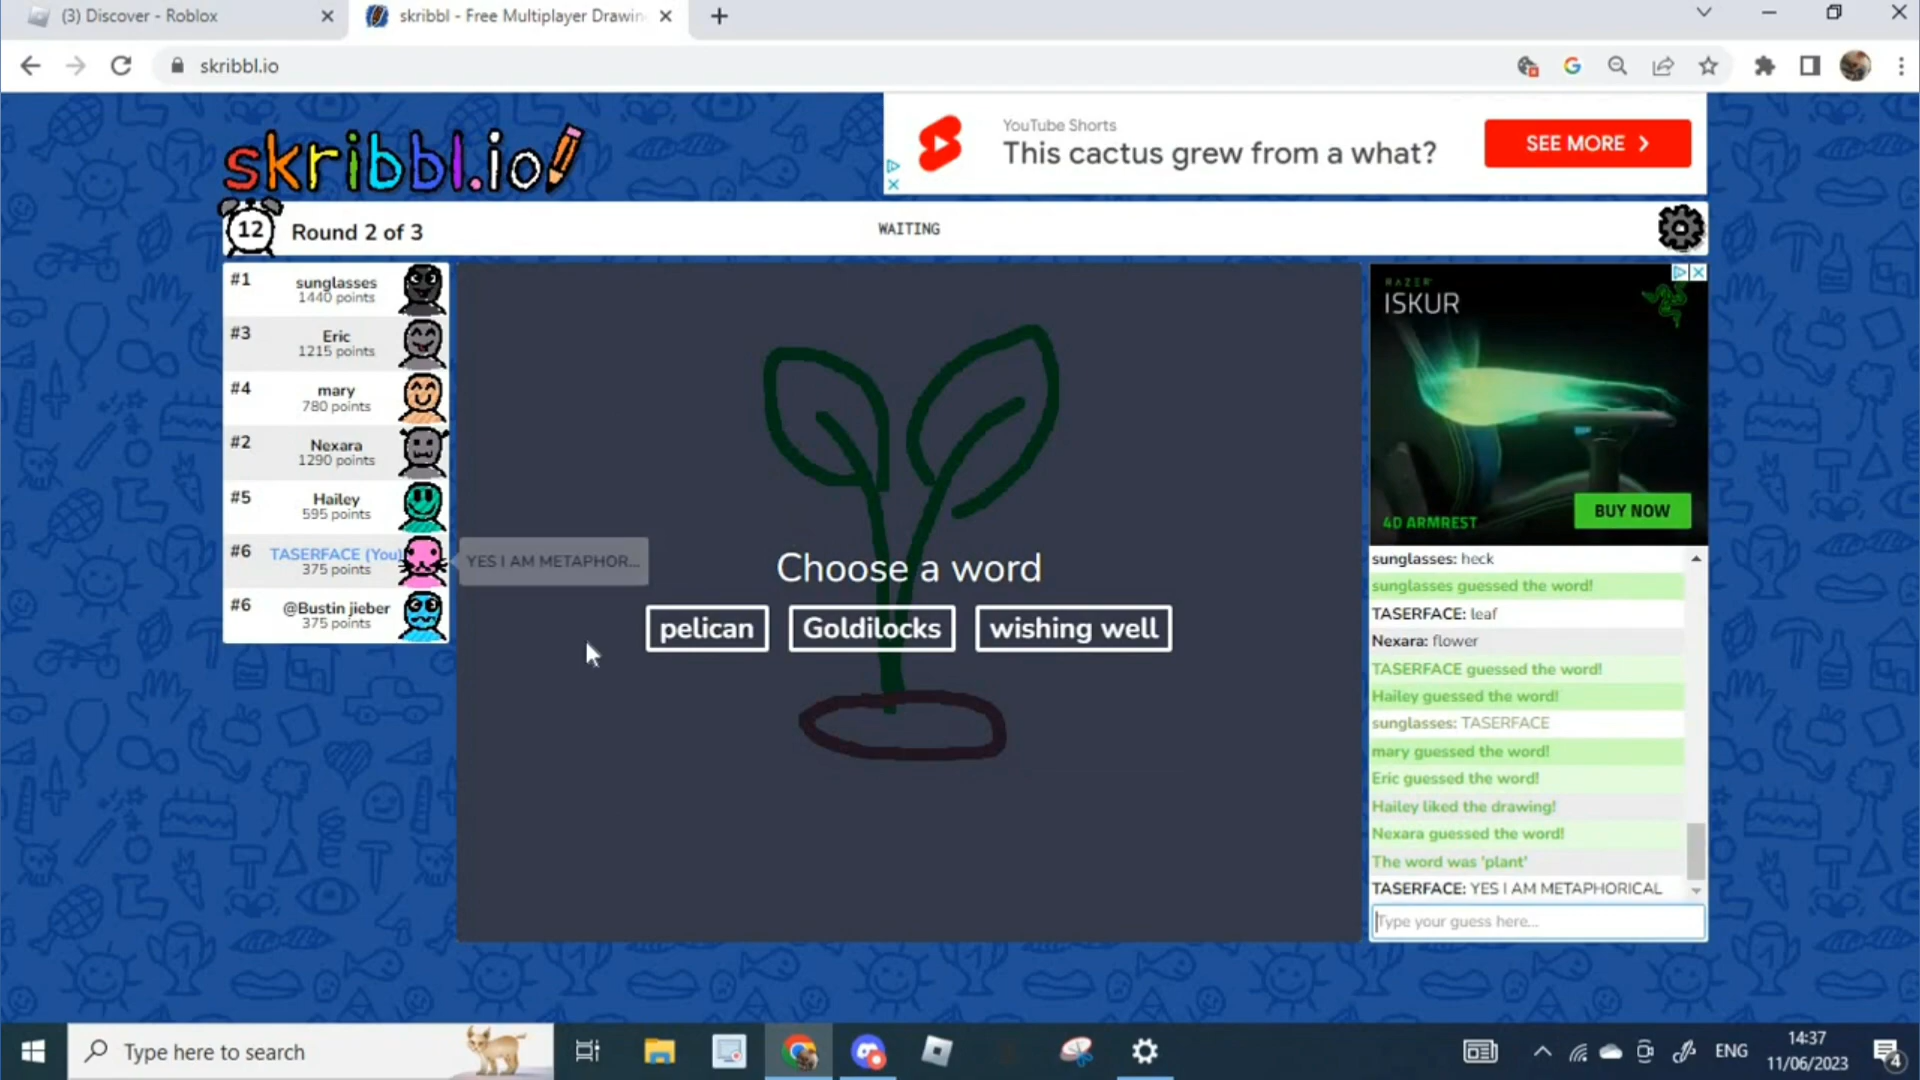 (3) Discover - Roblox
skribbl - Free Multiplayer Drawin
skribbl.io
skribbl.io
YouTube Shorts
This cactus grew from a what?
SEE MORE
12
Round 2 of 3
WAITING
#1
sunglasses
1440 points
#3
Eric
1215 points
#4
mary
780 points
#2
Nexara
1290 points
#5
Hailey
595 points
#6
TASERFACE (You)
375 points
YES I AM METAPHOR...
#6
@Bustin jieber
375 points
Choose a word
pelican
Goldilocks
wishing well
RAZER
ISKUR
4D ARMREST
BUY NOW
sunglasses: heck
sunglasses guessed the word!
TASERFACE: leaf
Nexara: flower
TASERFACE guessed the word!
Hailey guessed the word!
sunglasses: TASERFACE
mary guessed the word!
Eric guessed the word!
Hailey liked the drawing!
Nexara guessed the word!
The word was 'plant'
TASERFACE: YES I AM METAPHORICAL
Type your guess here...
Type here to search
ENG
14:37
11/06/2023
4